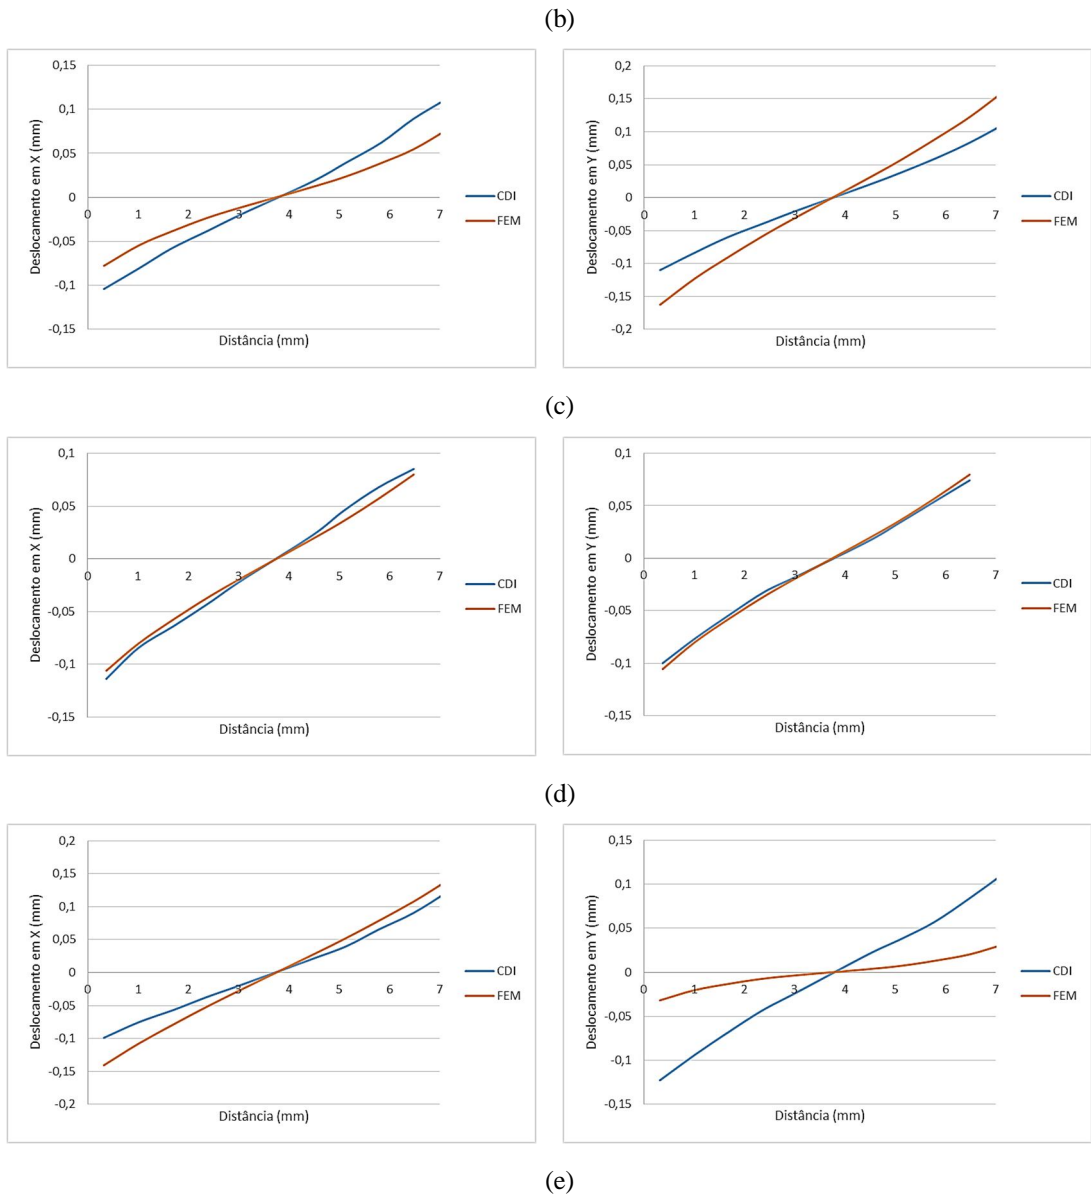 (b)
0,15
0,1
0,05
0
-0,05
-0,1
-0,15
0 1 2 3 4 5 6 7
Deslocamento em X (mm)
Distância (mm)
CDI
FEM
0,2
0,15
0,1
0,05
0
-0,05
-0,1
-0,15
-0,2
0 1 2 3 4 5 6 7
Deslocamento em Y (mm)
Distância (mm)
CDI
FEM
(c)
0,1
0,05
0
-0,05
-0,1
-0,15
0 1 2 3 4 5 6 7
Deslocamento em X (mm)
Distância (mm)
CDI
FEM
0,1
0,05
0
-0,05
-0,1
-0,15
0 1 2 3 4 5 6 7
Deslocamento em Y (mm)
Distância (mm)
CDI
FEM
(d)
0,2
0,15
0,1
0,05
0
-0,05
-0,1
-0,15
-0,2
0 1 2 3 4 5 6 7
Deslocamento em X (mm)
Distância (mm)
CDI
FEM
0,15
0,1
0,05
0
-0,05
-0,1
-0,15
0 1 2 3 4 5 6 7
Deslocamento em Y (mm)
Distância (mm)
CDI
FEM
(e)